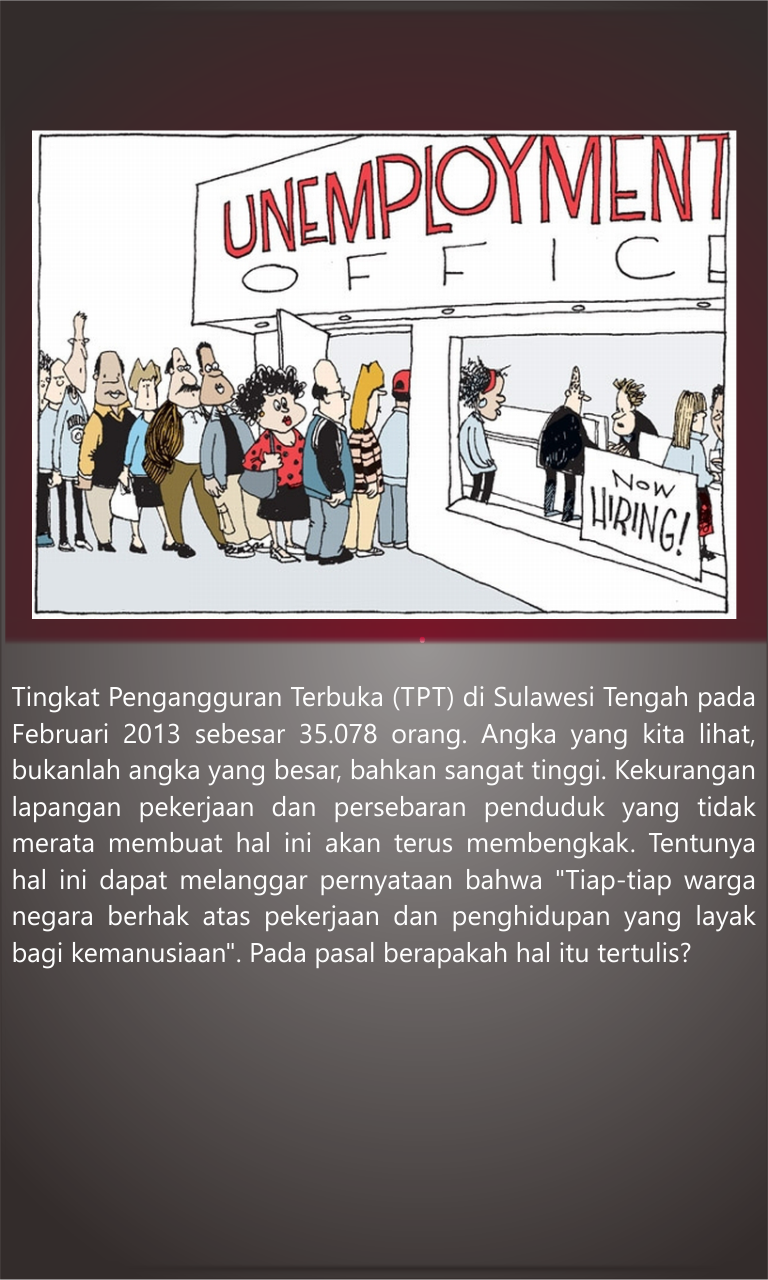 UNEMPLOYMENT
OFFICE
NOW
HIRING!
Tingkat Pengangguran Terbuka (TPT) di Sulawesi Tengah pada
Februari 2013 sebesar 35.078 orang. Angka yang kita lihat,
bukanlah angka yang besar, bahkan sangat tinggi. Kekurangan
lapangan pekerjaan dan persebaran penduduk yang tidak
merata membuat hal ini akan terus membengkak. Tentunya
hal ini dapat melanggar pernyataan bahwa "Tiap-tiap warga
negara berhak atas pekerjaan dan penghidupan yang layak
bagi kemanusiaan". Pada pasal berapakah hal itu tertulis?